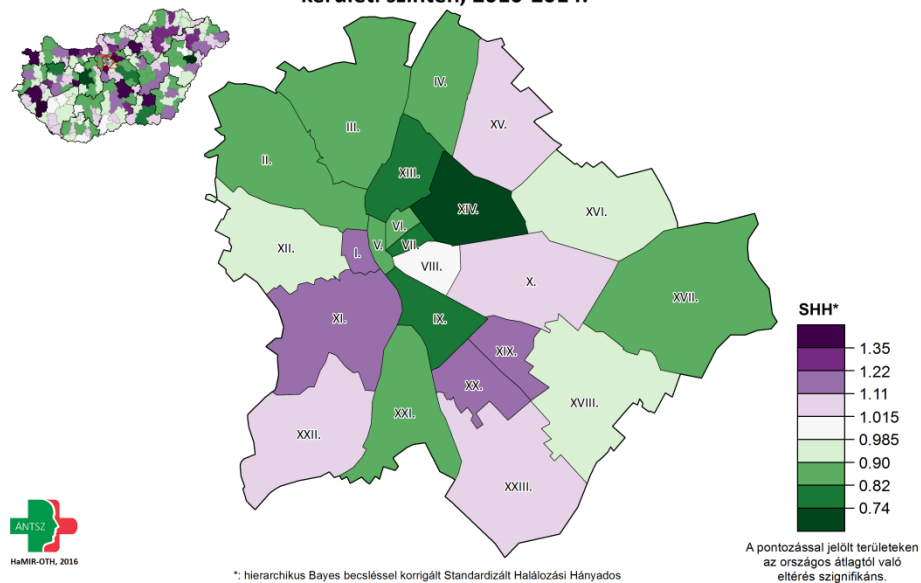 kerületi szinten, 2010-2014.
IV.
XV.
III.
II.
XIII.
XIV.
XVI.
VI.
XII.
I.
V.
VII.
VIII.
X.
XVII.
XI.
IX.
XIX.
XX.
XVIII.
XXI.
XXII.
XXIII.
SHH*
1.35
1.22
1.11
1.015
0.985
0.90
0.82
0.74
A pontozással jelölt területeken
az országos átlagtól való
eltérés szignifikáns.
ANTSZ
HaMIR-OTH, 2016
*: hierarchikus Bayes becsléssel korrigált Standardizált Halálozási Hányados